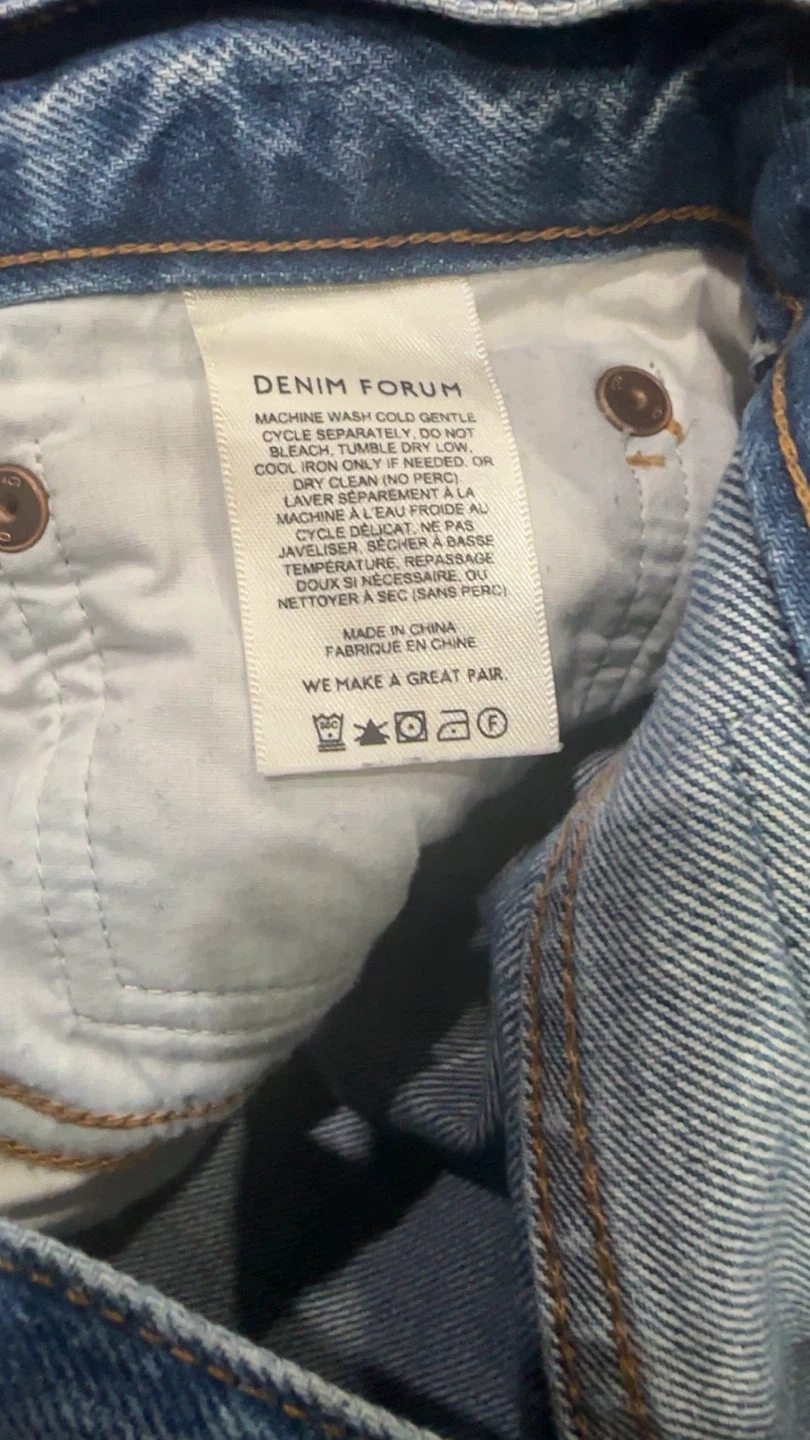 DENIM FORUM
MACHINE WASH COLD GENTLE
CYCLE SEPARATELY, DO NOT
BLEACH, TUMBLE DRY LOW,
COOL IRON ONLY IF NEEDED. OR
DRY CLEAN (NO PERC).
LAVER SÉPARÉMENT À LA
MACHINE À L'EAU FROIDE AU
CYCLE DÉLICAT, NE PAS
JAVELISER, SÉCHER À BASSE
TEMPÉRATURE, REPASSAGE
DOUX SI NÉCESSAIRE, OU
NETTOYER À SEC (SANS PERC)
MADE IN CHINA
FABRIQUÉ EN CHINE
WE MAKE A GREAT PAIR.
F